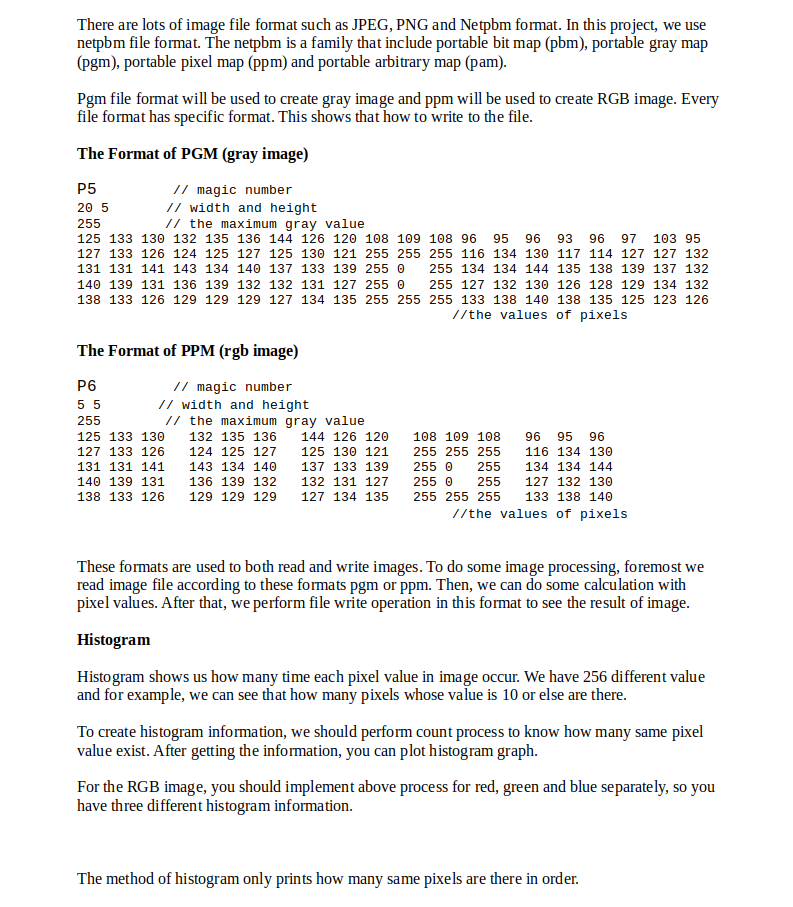 There are lots of image file format such as JPEG, PNG and Netpbm format. In this project, we use
netpbm file format. The netpbm is a family that include portable bit map (pbm), portable gray map
(pgm), portable pixel map (ppm) and portable arbitrary map (pam).
Pgm file format will be used to create gray image and ppm will be used to create RGB image. Every
file format has specific format. This shows that how to write to the file.
The Format of PGM (gray image)
P5 // magic number
20 5 // width and height
255 // the maximum gray value
125 133 130 132 135 136 144 126 120 108 109 108 96 95 96 93 96 97 103 95
127 133 126 124 125 127 125 130 121 255 255 255 116 134 130 117 114 127 127 132
131 131 141 143 134 140 137 133 139 255 0 255 134 134 144 135 138 139 137 132
140 139 131 136 139 132 132 131 127 255 0 255 127 132 130 126 128 129 134 132
138 133 126 129 129 129 127 134 135 255 255 255 133 138 140 138 135 125 123 126
//the values of pixels
The Format of PPM (rgb image)
P6 // magic number
5 5 // width and height
255 // the maximum gray value
125 133 130 132 135 136 144 126 120 108 109 108 96 95 96
127 133 126 124 125 127 125 130 121 255 255 255 116 134 130
131 131 141 143 134 140 137 133 139 255 0 255 134 134 144
140 139 131 136 139 132 132 131 127 255 0 255 127 132 130
138 133 126 129 129 129 127 134 135 255 255 255 133 138 140
//the values of pixels
These formats are used to both read and write images. To do some image processing, foremost we
read image file according to these formats pgm or ppm. Then, we can do some calculation with
pixel values. After that, we perform file write operation in this format to see the result of image.
Histogram
Histogram shows us how many time each pixel value in image occur. We have 256 different value
and for example, we can see that how many pixels whose value is 10 or else are there.
To create histogram information, we should perform count process to know how many same pixel
value exist. After getting the information, you can plot histogram graph.
For the RGB image, you should implement above process for red, green and blue separately, so you
have three different histogram information.
The method of histogram only prints how many same pixels are there in order.